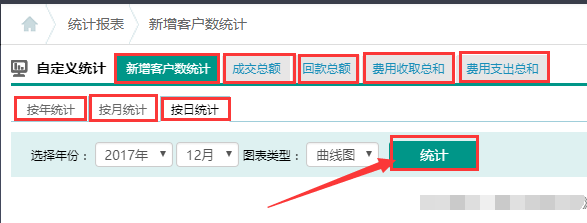 统计报表 新增客户数统计
自定义统计 新增客户数统计 成交总额 回款总额 费用收取总和 费用支出总和
按年统计 按月统计 按日统计
选择年份： 2017年 12月 图表类型： 曲线图 统计